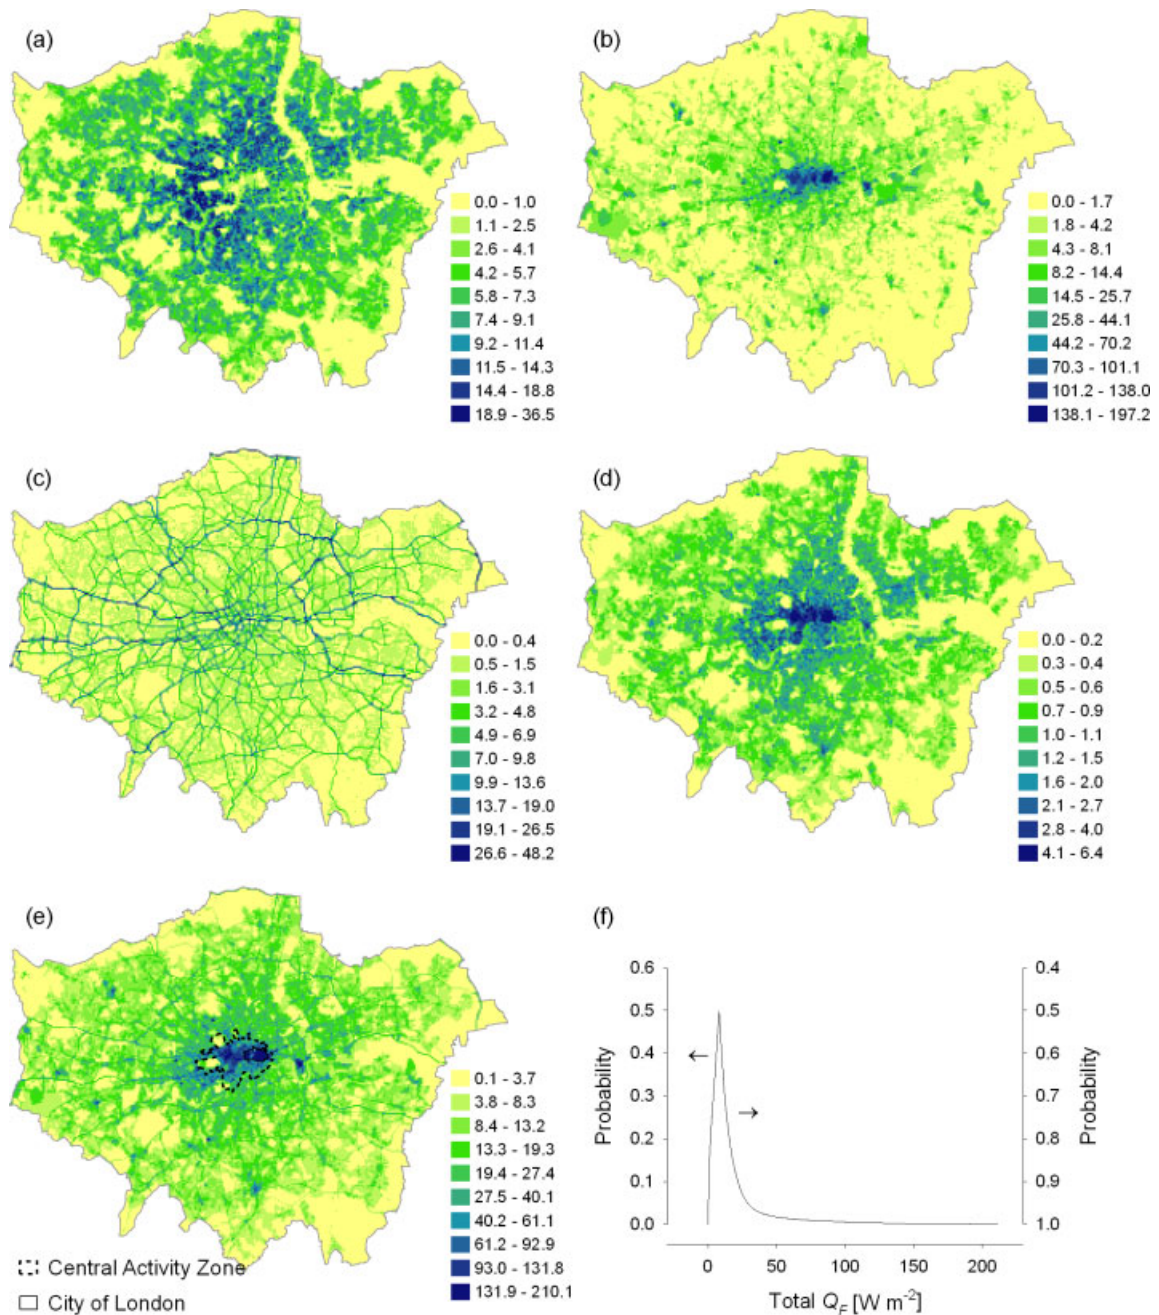 (a)
0.0 - 1.0
1.1 - 2.5
2.6 - 4.1
4.2 - 5.7
5.8 - 7.3
7.4 - 9.1
9.2 - 11.4
11.5 - 14.3
14.4 - 18.8
18.9 - 36.5
(b)
0.0 - 1.7
1.8 - 4.2
4.3 - 8.1
8.2 - 14.4
14.5 - 25.7
25.8 - 44.1
44.2 - 70.2
70.3 - 101.1
101.2 - 138.0
138.1 - 197.2
(c)
0.0 - 0.4
0.5 - 1.5
1.6 - 3.1
3.2 - 4.8
4.9 - 6.9
7.0 - 9.8
9.9 - 13.6
13.7 - 19.0
19.1 - 26.5
26.6 - 48.2
(d)
0.0 - 0.2
0.3 - 0.4
0.5 - 0.6
0.7 - 0.9
1.0 - 1.1
1.2 - 1.5
1.6 - 2.0
2.1 - 2.7
2.8 - 4.0
4.1 - 6.4
(e)
0.1 - 3.7
3.8 - 8.3
8.4 - 13.2
13.3 - 19.3
19.4 - 27.4
27.5 - 40.1
40.2 - 61.1
61.2 - 92.9
93.0 - 131.8
131.9 - 210.1
Central Activity Zone
City of London
(f)
Probability
0.6
0.5
0.4
0.3
0.2
0.1
0.0
0.4
0.5
0.6
0.7
0.8
0.9
1.0
Probability
0 50 100 150 200
Total Q_F [W m⁻²]